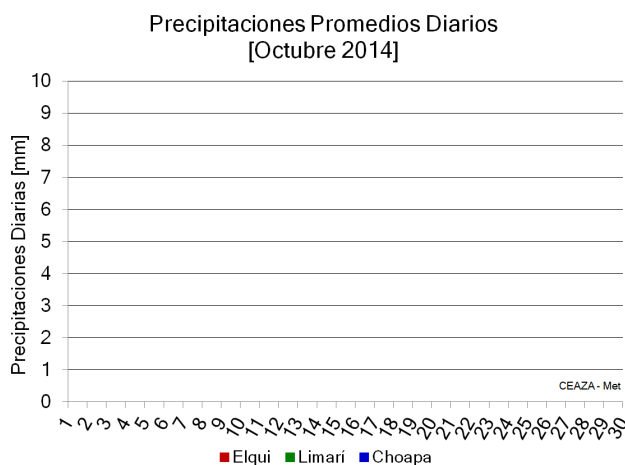 Precipitaciones Promedios Diarios
[Octubre 2014]
Precipitaciones Diarias [mm]
10
9
8
7
6
5
4
3
2
1
0
CEAZA - Met
1 2 3 4 5 6 7 8 9 10 11 12 13 14 15 16 17 18 19 20 21 22 23 24 25 26 27 28 29 30
Elqui Limarí Choapa